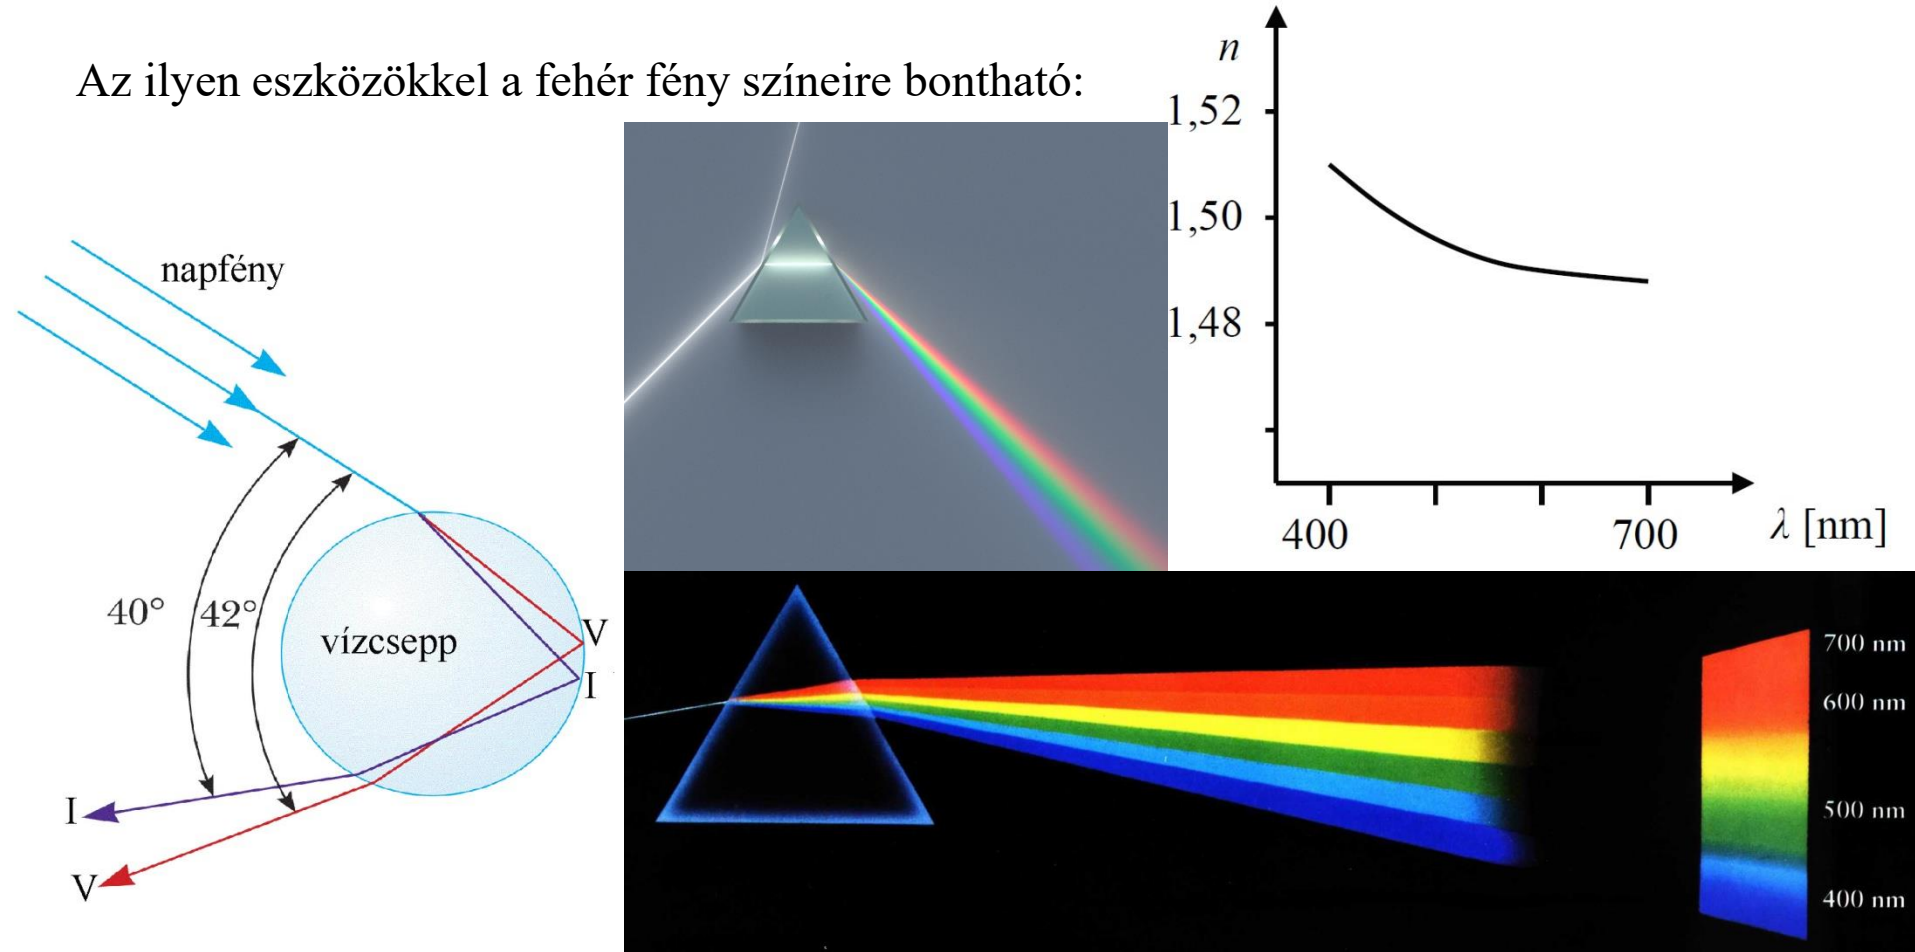 Az ilyen eszközökkel a fehér fény színeire bontható:
napfény
40°
42°
vízcsepp
V
I
I
V
n
1,52
1,50
1,48
400
700
λ [nm]
700 nm
600 nm
500 nm
400 nm